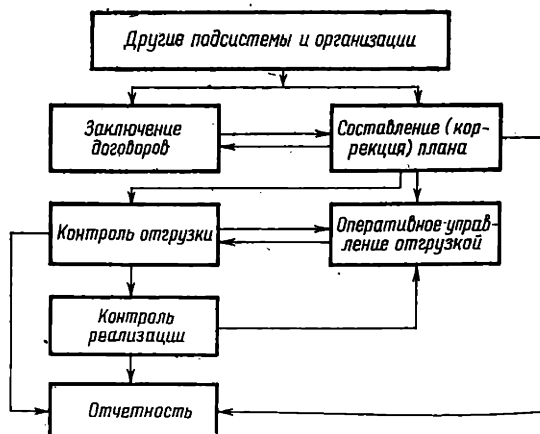 Другие подсистемы и организации
Заключение
договоров
Составление (кор-
рекция) плана
Контроль отгрузки
Оперативное управ-
ление отгрузкой
Контроль
реализации
Отчетность